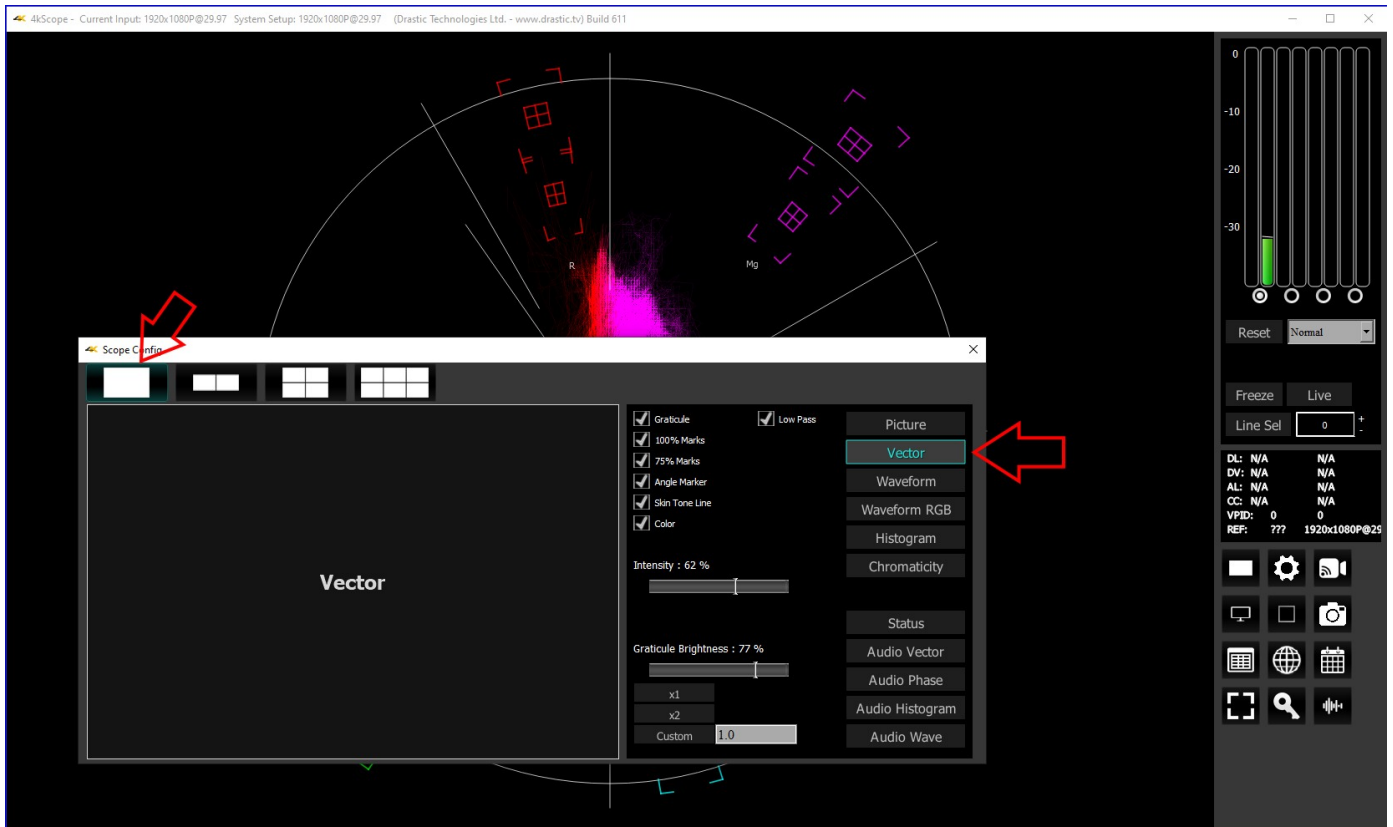 4kScope - Current Input: 1920x1080P@29.97 System Setup: 1920x1080P@29.97 (Drastic Technologies Ltd. - www.drastic.tv) Build 611
R
Mg
Scope Config
Vector
Graticule
Low Pass
100% Marks
75% Marks
Angle Marker
Skin Tone Line
Color
Intensity : 62 %
Graticule Brightness : 77 %
x1
x2
Custom 1.0
Picture
Vector
Waveform
Waveform RGB
Histogram
Chromaticity
Status
Audio Vector
Audio Phase
Audio Histogram
Audio Wave
0
-10
-20
-30
Reset Normal
Freeze Live
Line Sel 0 + -
DL: N/A N/A
DV: N/A N/A
AL: N/A N/A
CC: N/A N/A
VPID: 0 0
REF: ??? 1920x1080P@29